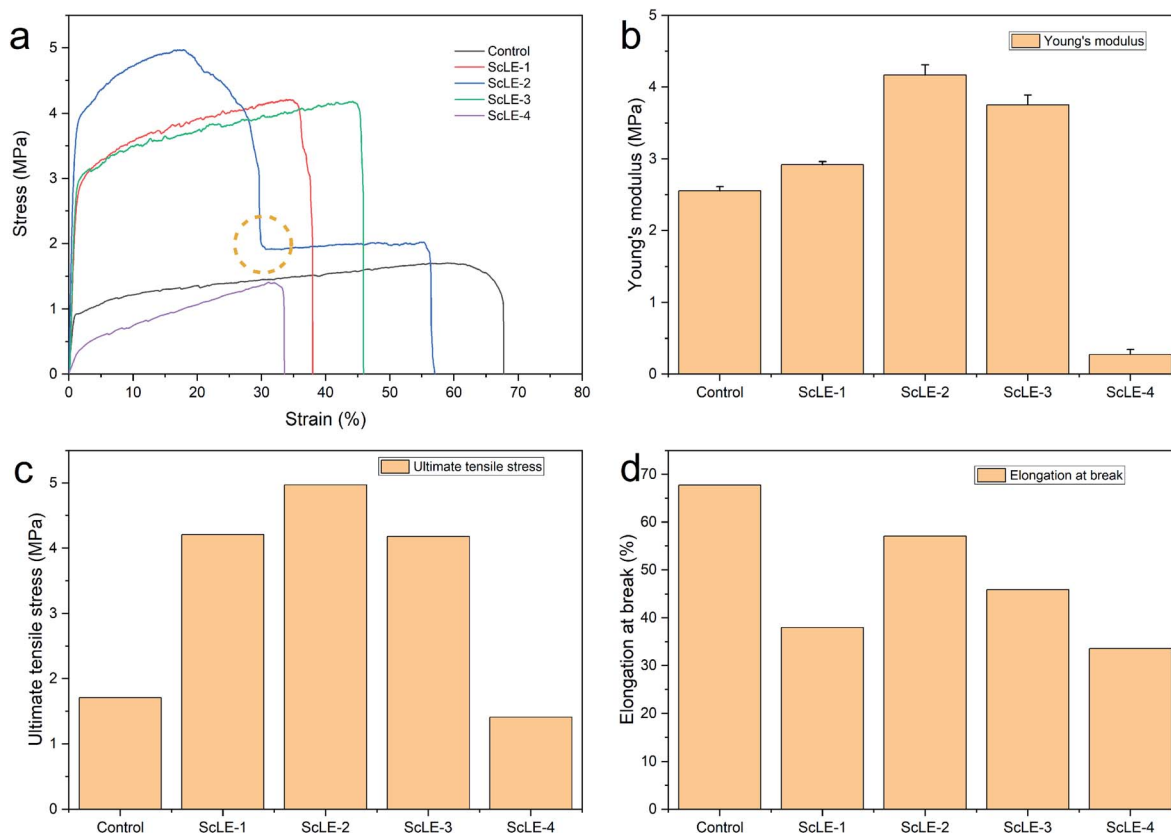 a
Stress (MPa)
5
4
3
2
1
0
Control
ScLE-1
ScLE-2
ScLE-3
ScLE-4
0 10 20 30 40 50 60 70 80
Strain (%)
b
Young's modulus (MPa)
5
4
3
2
1
0
Young's modulus
Control ScLE-1 ScLE-2 ScLE-3 ScLE-4
c
Ultimate tensile stress (MPa)
5
4
3
2
1
0
Ultimate tensile stress
Control ScLE-1 ScLE-2 ScLE-3 ScLE-4
d
Elongation at break (%)
70
60
50
40
30
20
10
0
Elongation at break
Control ScLE-1 ScLE-2 ScLE-3 ScLE-4